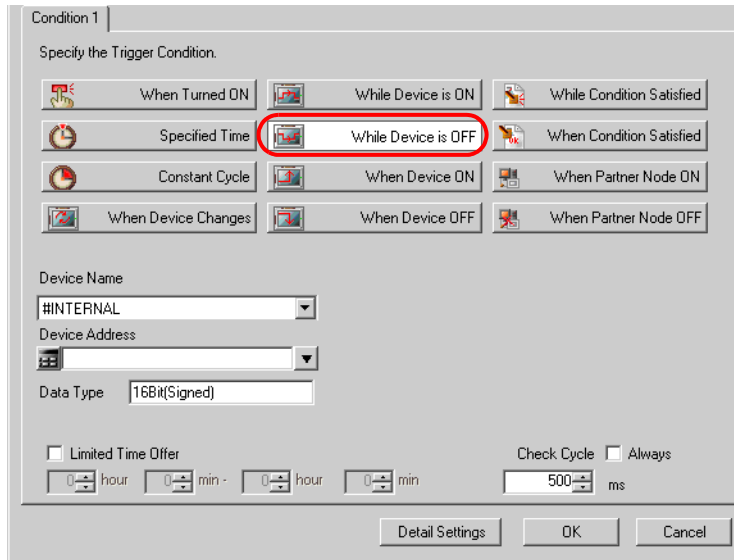 Condition 1
Specify the Trigger Condition.
When Turned ON While Device is ON While Condition Satisfied
Specified Time While Device is OFF When Condition Satisfied
Constant Cycle When Device ON When Partner Node ON
When Device Changes When Device OFF When Partner Node OFF
Device Name
#INTERNAL
Device Address
Data Type 16Bit(Signed)
Limited Time Offer Check Cycle Always
0 hour 0 min - 0 hour 0 min 500 ms
Detail Settings OK Cancel